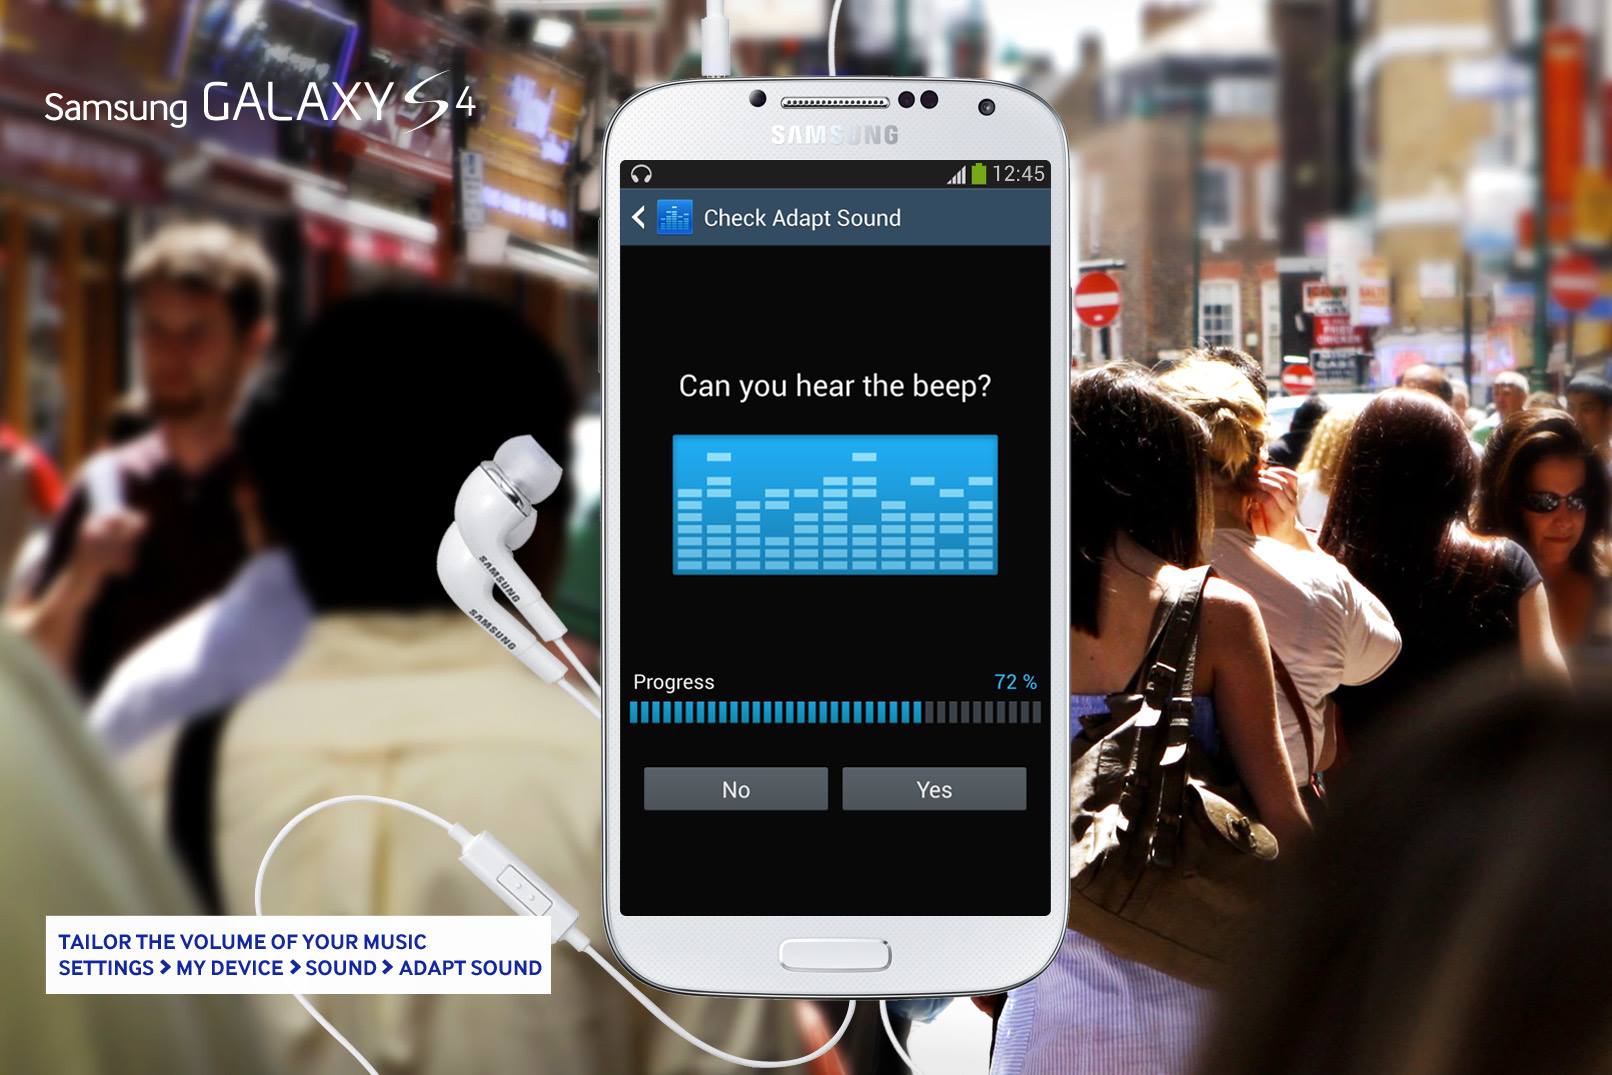 Samsung GALAXY S4
SAMSUNG
12:45
Check Adapt Sound
Can you hear the beep?
SAMSUNG
SAMSUNG
Progress
72 %
No
Yes
TAILOR THE VOLUME OF YOUR MUSIC
SETTINGS > MY DEVICE > SOUND > ADAPT SOUND